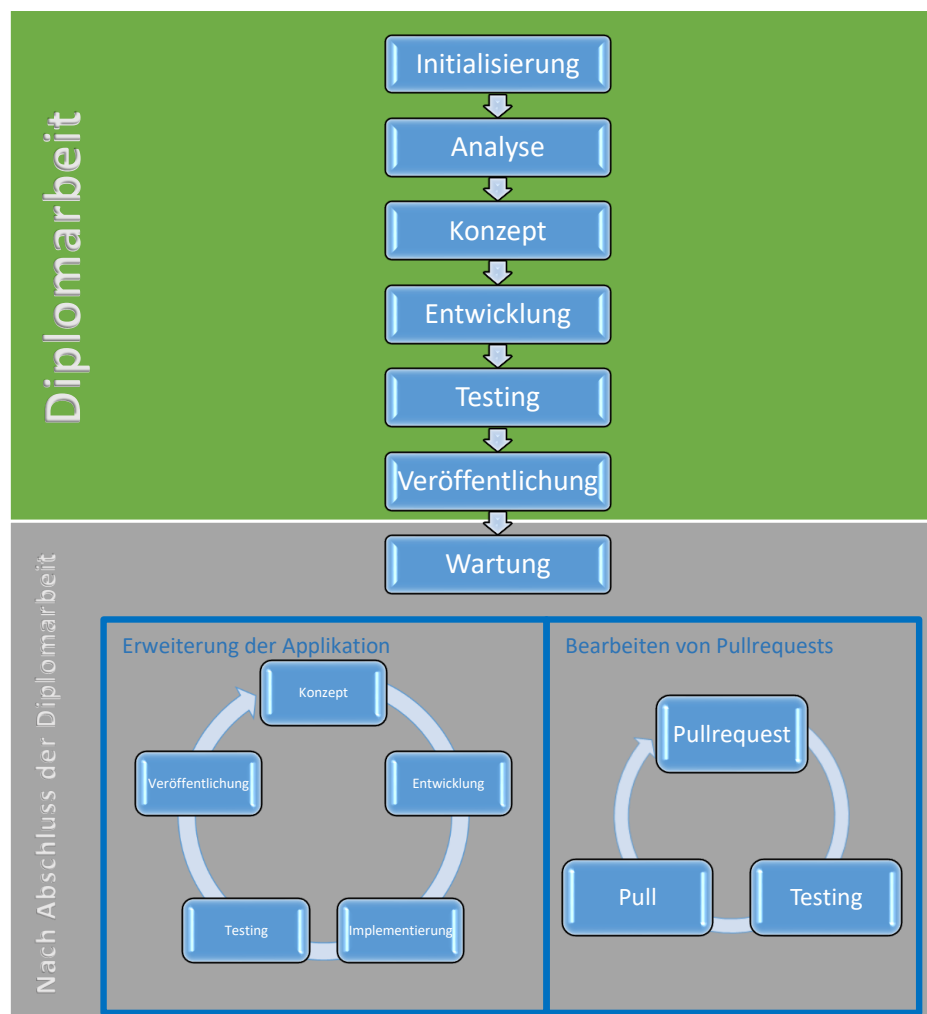 Diplomarbeit
Initialisierung
Analyse
Konzept
Entwicklung
Testing
Veröffentlichung
Nach Abschluss der Diplomarbeit
Wartung
Erweiterung der Applikation
Konzept
Entwicklung
Implementierung
Testing
Veröffentlichung
Bearbeiten von Pullrequests
Pullrequest
Testing
Pull